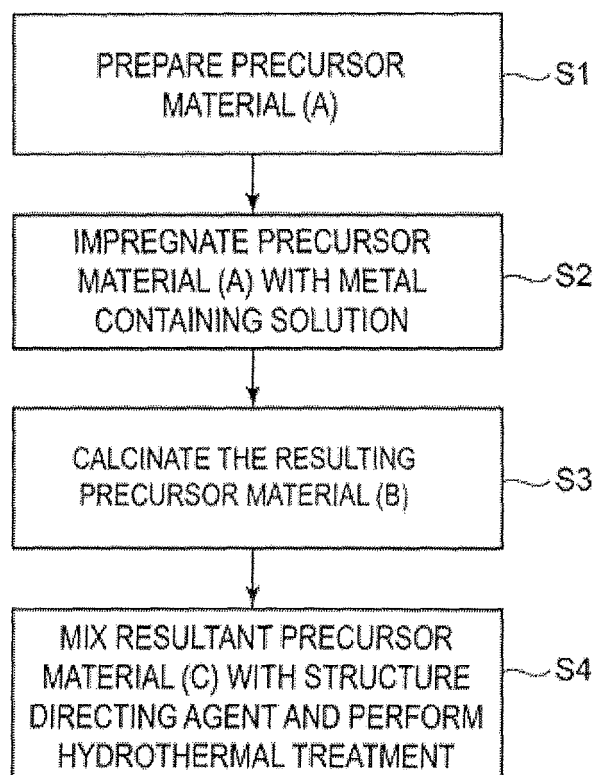 PREPARE PRECURSOR
MATERIAL (A)
S1
IMPREGNATE PRECURSOR
MATERIAL (A) WITH METAL
CONTAINING SOLUTION
S2
CALCINATE THE RESULTING
PRECURSOR MATERIAL (B)
S3
MIX RESULTANT PRECURSOR
MATERIAL (C) WITH STRUCTURE
DIRECTING AGENT AND PERFORM
HYDROTHERMAL TREATMENT
S4